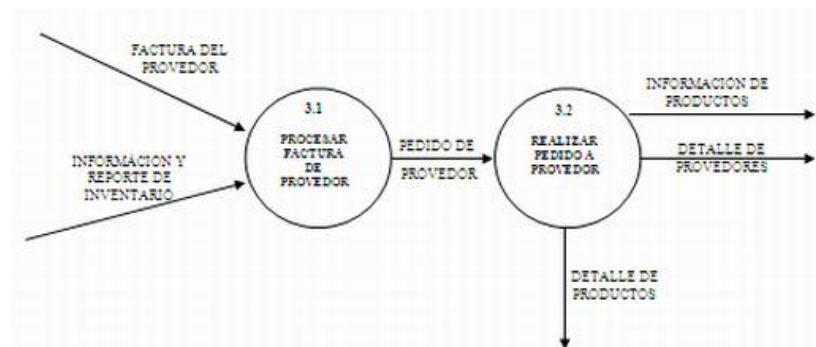 FACTURA DEL
PROVEDOR
INFORMACION Y
REPORTE DE
INVENTARIO
3.1
PROCESAR
FACTURA
DE
PROVEDOR
PEDIDO DE
PROVEDOR
3.2
REALIZAR
PEDIDO A
PROVEDOR
INFORMACIÓN DE
PRODUCTOS
DETALLE DE
PROVEDORES
DETALLE DE
PRODUCTOS